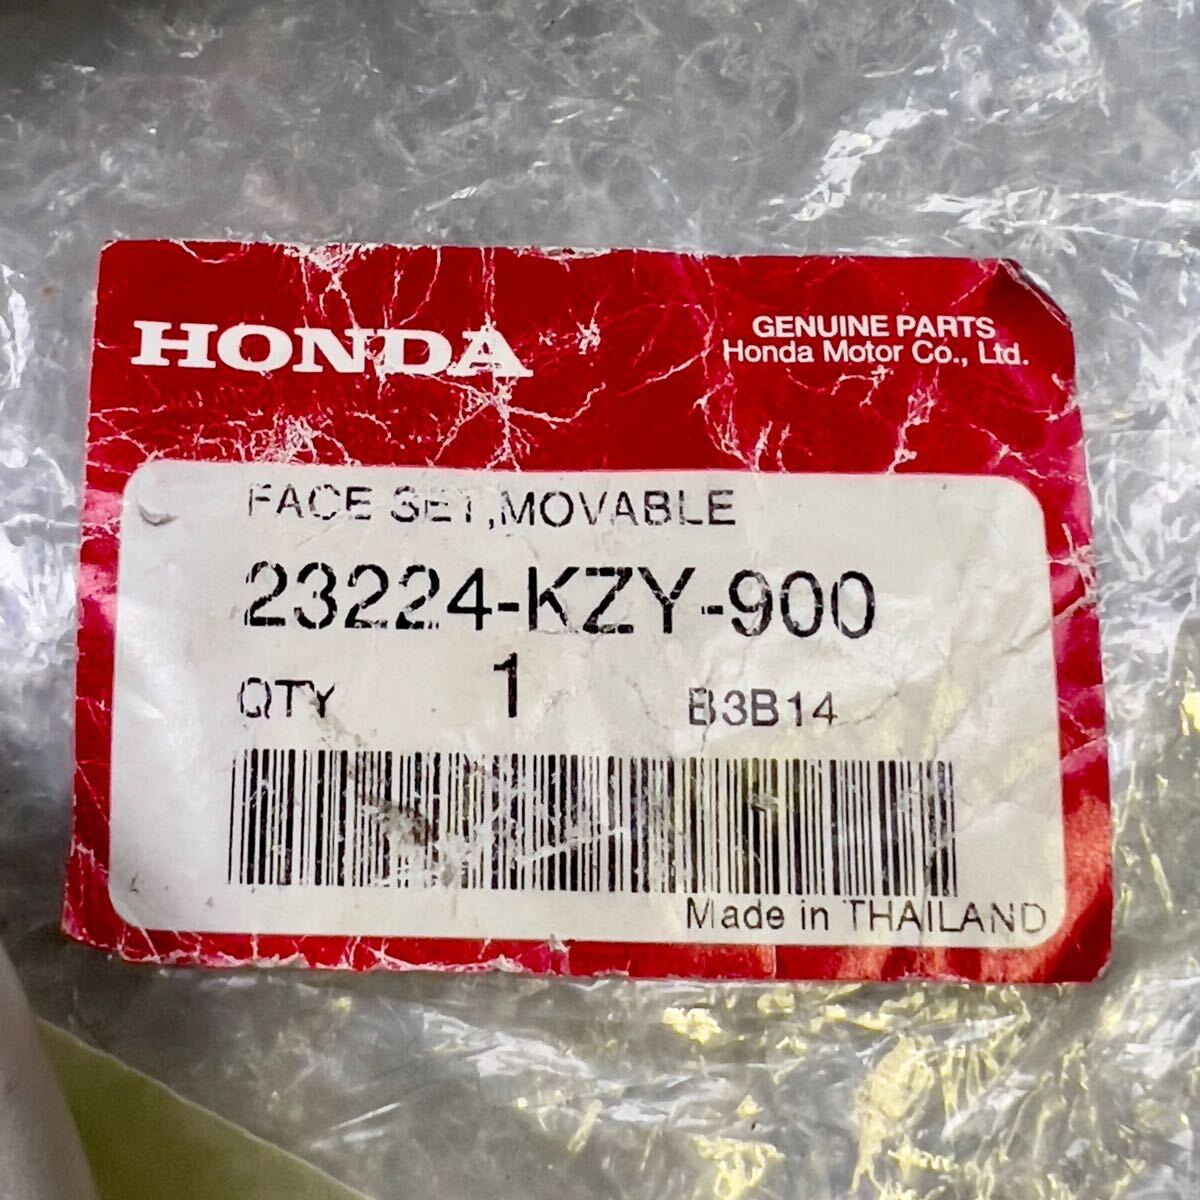 HONDA
GENUINE PARTS
Honda Motor Co., Ltd.
FACE SET,MOVABLE
23224-KZY-900
QTY 1 B3B14
Made in THAILAND